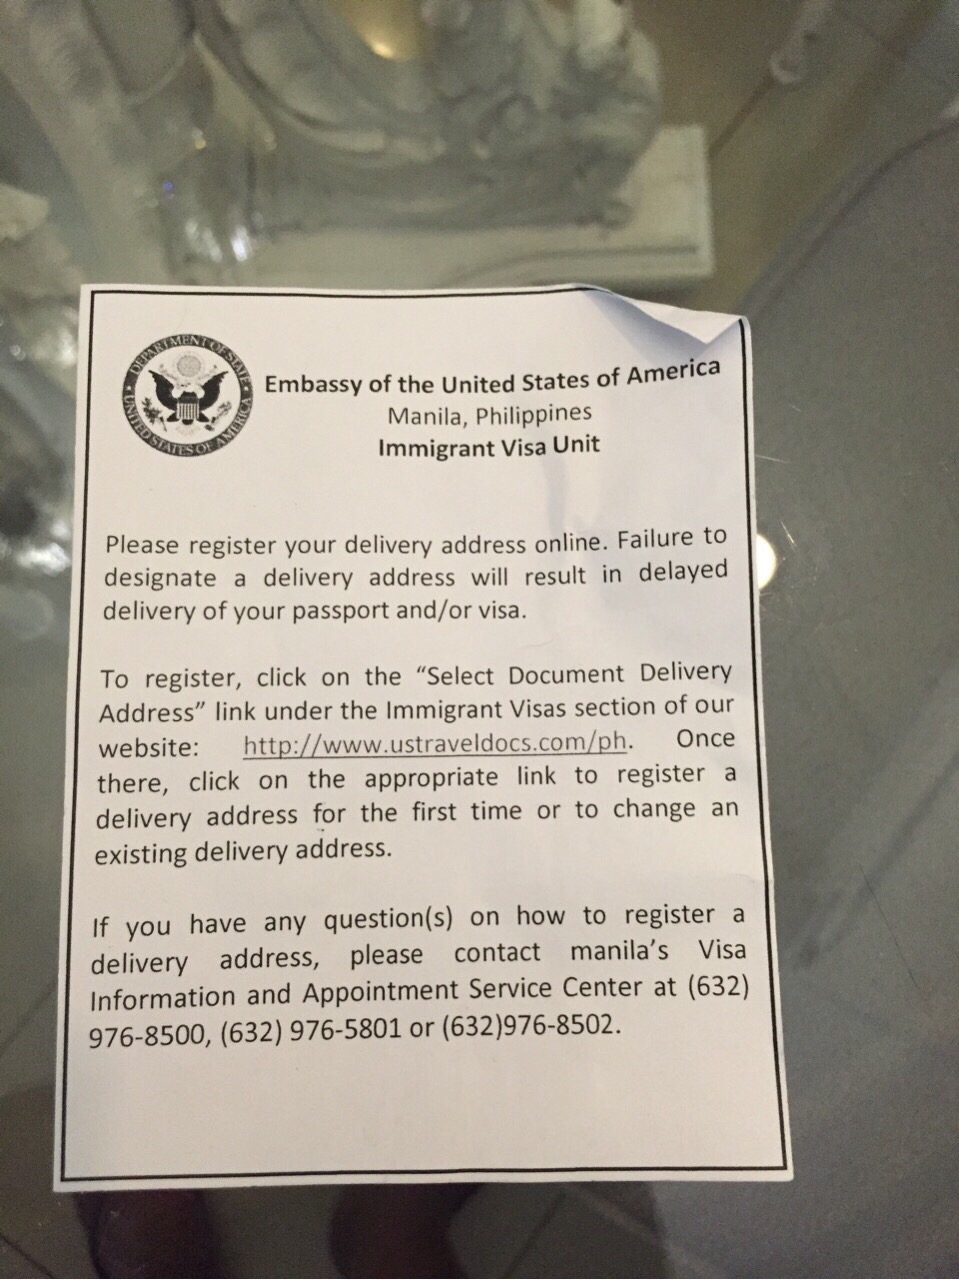 DEPARTMENT OF STATE
UNITED STATES OF AMERICA
Embassy of the United States of America
Manila, Philippines
Immigrant Visa Unit
Please register your delivery address online. Failure to
designate a delivery address will result in delayed
delivery of your passport and/or visa.
To register, click on the “Select Document Delivery
Address” link under the Immigrant Visas section of our
website: http://www.ustraveldocs.com/ph. Once
there, click on the appropriate link to register a
delivery address for the first time or to change an
existing delivery address.
If you have any question(s) on how to register a
delivery address, please contact manila’s Visa
Information and Appointment Service Center at (632)
976-8500, (632) 976-5801 or (632)976-8502.